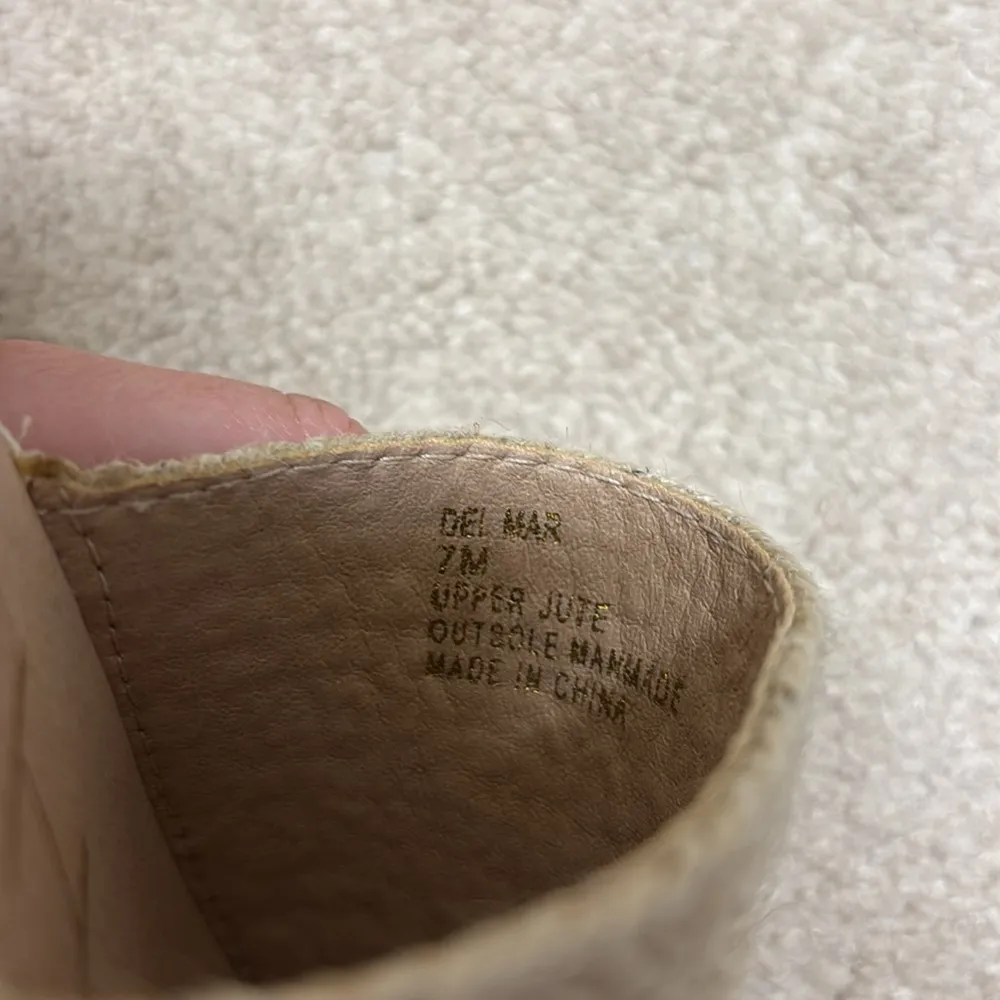 DEL MAR
7M
UPPER JUTE
OUTSOLE MANMADE
MADE IN CHINA